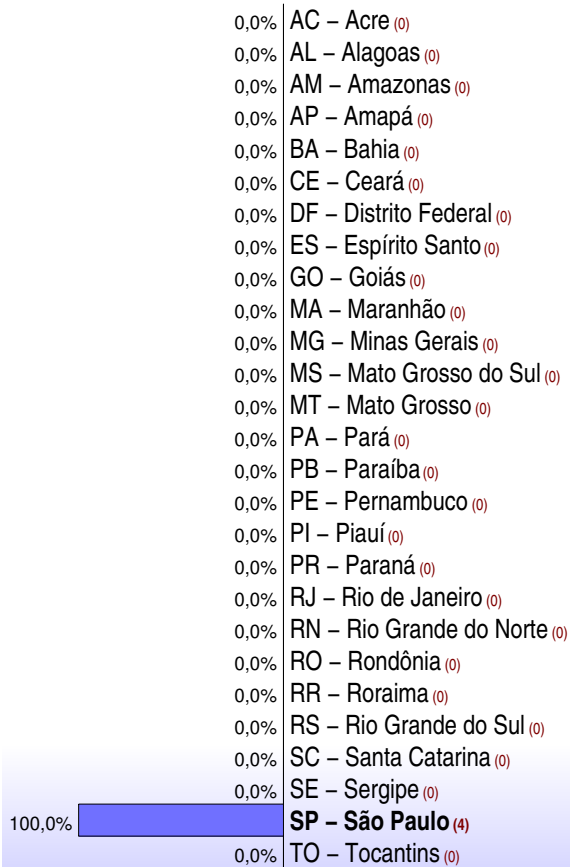 0,0% AC – Acre (0)
0,0% AL – Alagoas (0)
0,0% AM – Amazonas (0)
0,0% AP – Amapá (0)
0,0% BA – Bahia (0)
0,0% CE – Ceará (0)
0,0% DF – Distrito Federal (0)
0,0% ES – Espírito Santo (0)
0,0% GO – Goiás (0)
0,0% MA – Maranhão (0)
0,0% MG – Minas Gerais (0)
0,0% MS – Mato Grosso do Sul (0)
0,0% MT – Mato Grosso (0)
0,0% PA – Pará (0)
0,0% PB – Paraíba (0)
0,0% PE – Pernambuco (0)
0,0% PI – Piauí (0)
0,0% PR – Paraná (0)
0,0% RJ – Rio de Janeiro (0)
0,0% RN – Rio Grande do Norte (0)
0,0% RO – Rondônia (0)
0,0% RR – Roraima (0)
0,0% RS – Rio Grande do Sul (0)
0,0% SC – Santa Catarina (0)
0,0% SE – Sergipe (0)
100,0% SP – São Paulo (4)
0,0% TO – Tocantins (0)